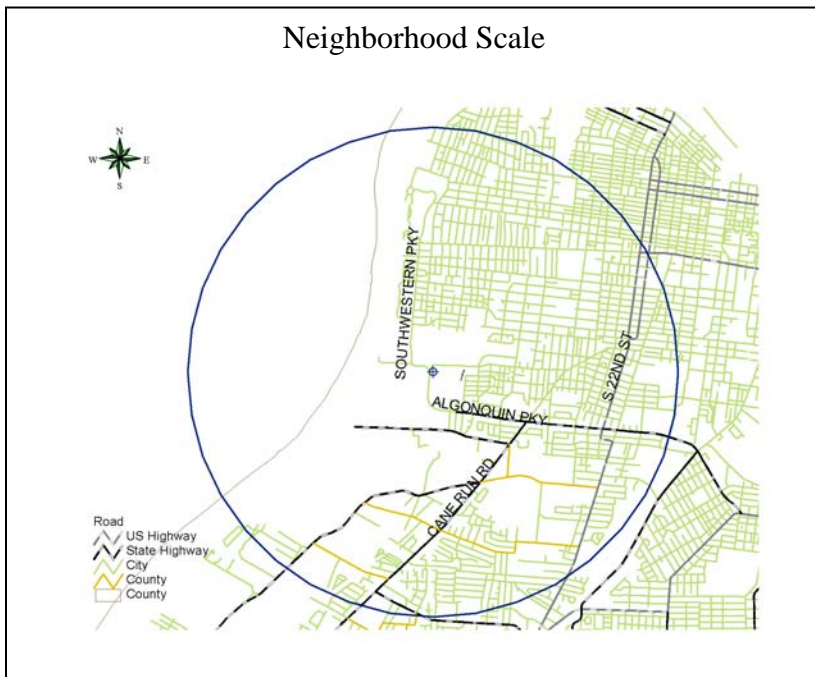 Neighborhood Scale
N
W E
S
SOUTHWESTERN PKY
S 22ND ST
ALGONQUIN PKY
CANE RUN RD
Road
US Highway
State Highway
City
County
County